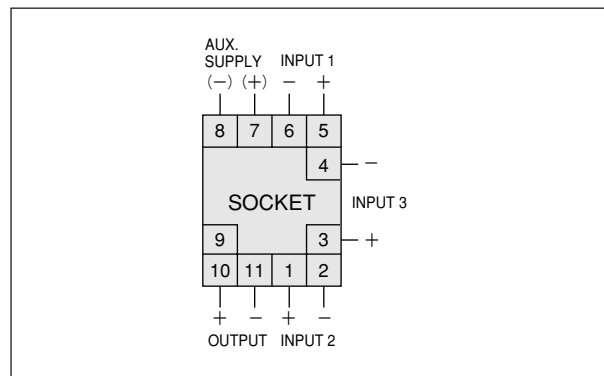 AUX.
SUPPLY INPUT 1
(−) (+) − +
8 7 6 5
4 −
SOCKET INPUT 3
9 3 +
10 11 1 2
+ − + −
OUTPUT INPUT 2